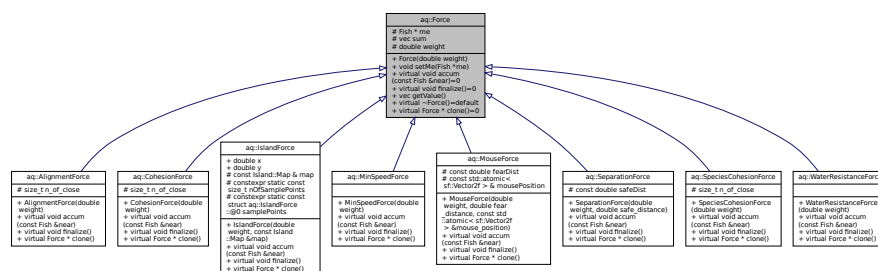 aq::Force
# Fish * me
# vec sum
# double weight
+ Force(double weight)
+ void setMe(Fish *me)
+ virtual void accum
(const Fish &near)=0
+ virtual void finalize()=0
+ vec getValue()
+ virtual ~Force()=default
+ virtual Force * clone()=0
aq::AlignmentForce
# size_t n_of_close
+ AlignmentForce(double
weight)
+ virtual void accum
(const Fish &near)
+ virtual void finalize()
+ virtual Force * clone()
aq::CohesionForce
# size_t n_of_close
+ CohesionForce(double
weight)
+ virtual void accum
(const Fish &near)
+ virtual void finalize()
+ virtual Force * clone()
aq::IslandForce
+ double x
+ double y
# const Island::Map & map
# constexpr static const
size_t nOfSamplePoints
# constexpr static const
struct aq::IslandForce
::@0 samplePoints
+ IslandForce(double
weight, const Island
::Map &map)
+ virtual void accum
(const Fish &near)
+ virtual void finalize()
+ virtual Force * clone()
aq::MinSpeedForce
+ MinSpeedForce(double
weight)
+ virtual void accum
(const Fish &near)
+ virtual void finalize()
+ virtual Force * clone()
aq::MouseForce
# const double fearDist
# const std::atomic<
sf::Vector2f > & mousePosition
+ MouseForce(double
weight, double fear
_distance, const std
::atomic< sf::Vector2f
> &mouse_position)
+ virtual void accum
(const Fish &near)
+ virtual void finalize()
+ virtual Force * clone()
aq::SeparationForce
# const double safeDist
+ SeparationForce(double
weight, double safe_distance)
+ virtual void accum
(const Fish &near)
+ virtual void finalize()
+ virtual Force * clone()
aq::SpeciesCohesionForce
# size_t n_of_close
+ SpeciesCohesionForce
(double weight)
+ virtual void accum
(const Fish &near)
+ virtual void finalize()
+ virtual Force * clone()
aq::WaterResistanceForce
+ WaterResistanceForce
(double weight)
+ virtual void accum
(const Fish &near)
+ virtual void finalize()
+ virtual Force * clone()